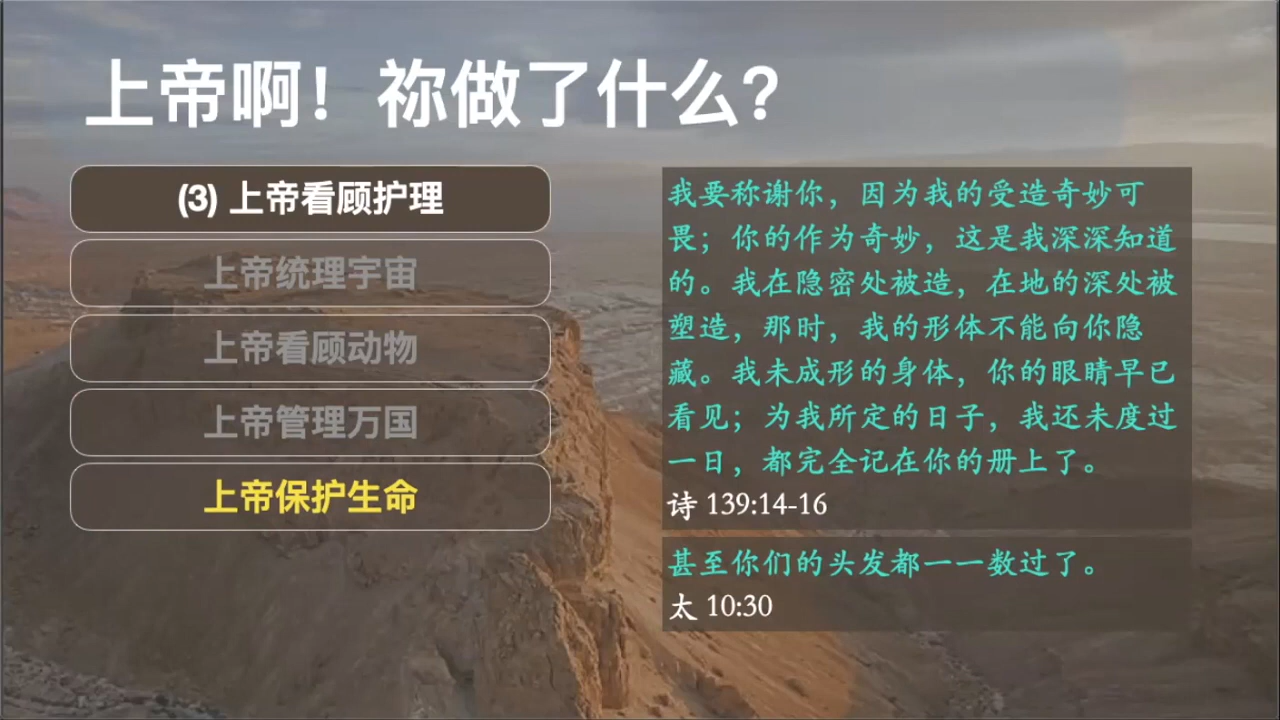 上帝啊！祢做了什么？
(3) 上帝看顾护理
上帝统理宇宙
上帝看顾动物
上帝管理万国
上帝保护生命
我要称谢你，因为我的受造奇妙可
畏；你的作为奇妙，这是我深深知道
的。我在隐密处被造，在地的深处被
塑造，那时，我的形体不能向你隐
藏。我未成形的身体，你的眼睛早已
看见；为我所定的日子，我还未度过
一日，都完全记在你的册上了。
诗 139:14-16
甚至你们的头发都一一数过了。
太 10:30